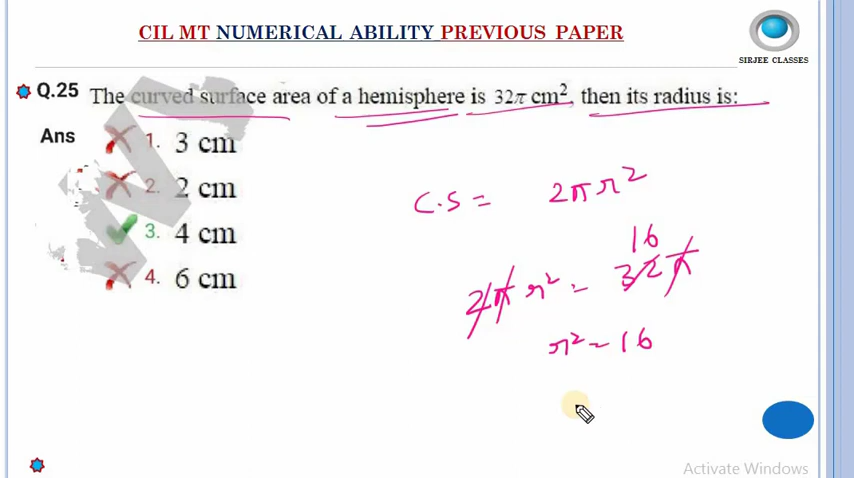 CIL MT NUMERICAL ABILITY PREVIOUS PAPER
SIRJEE CLASSES
Q.25 The curved surface area of a hemisphere is 32π cm², then its radius is:
Ans
1. 3 cm
2. 2 cm
3. 4 cm
4. 6 cm
C.S = 2πr²
16
2πr² = 32π
r² = 16
Activate Windows